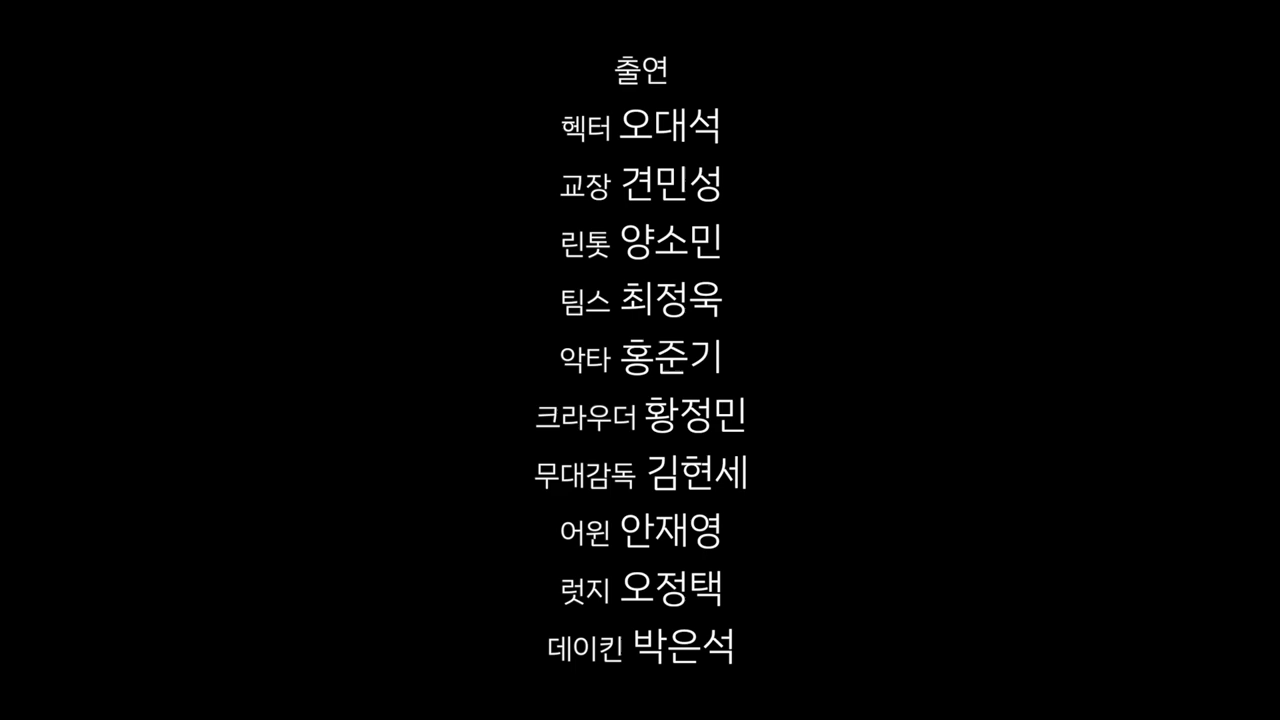 출연
헥터 오대석
교장 견민성
린톳 양소민
팀스 최정욱
악타 홍준기
크라우더 황정민
무대감독 김현세
어윈 안재영
럿지 오정택
데이킨 박은석